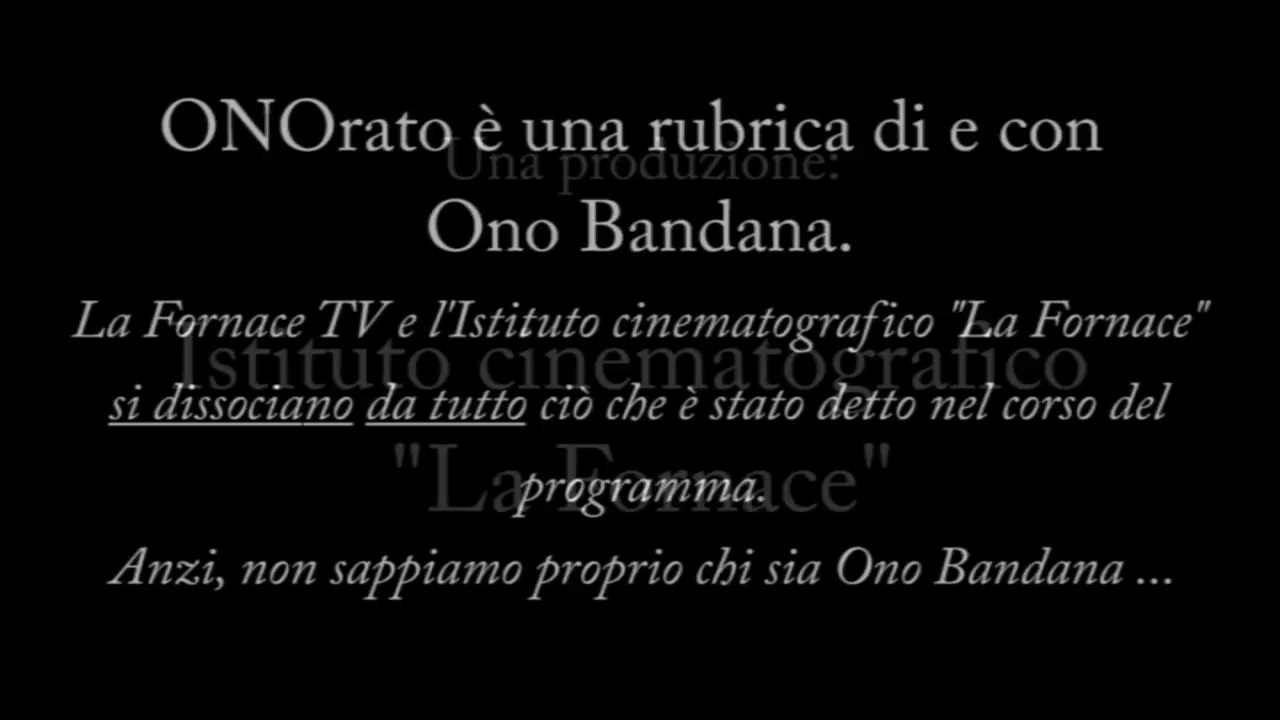 ONOrato è una rubrica di e con
Una produzione:
Ono Bandana.
La Fornace TV e l'Istituto cinematografico "La Fornace"
Istituto cinematografico
si dissociano da tutto ciò che è stato detto nel corso del
"La Fornace"
programma.
Anzi, non sappiamo proprio chi sia Ono Bandana ...